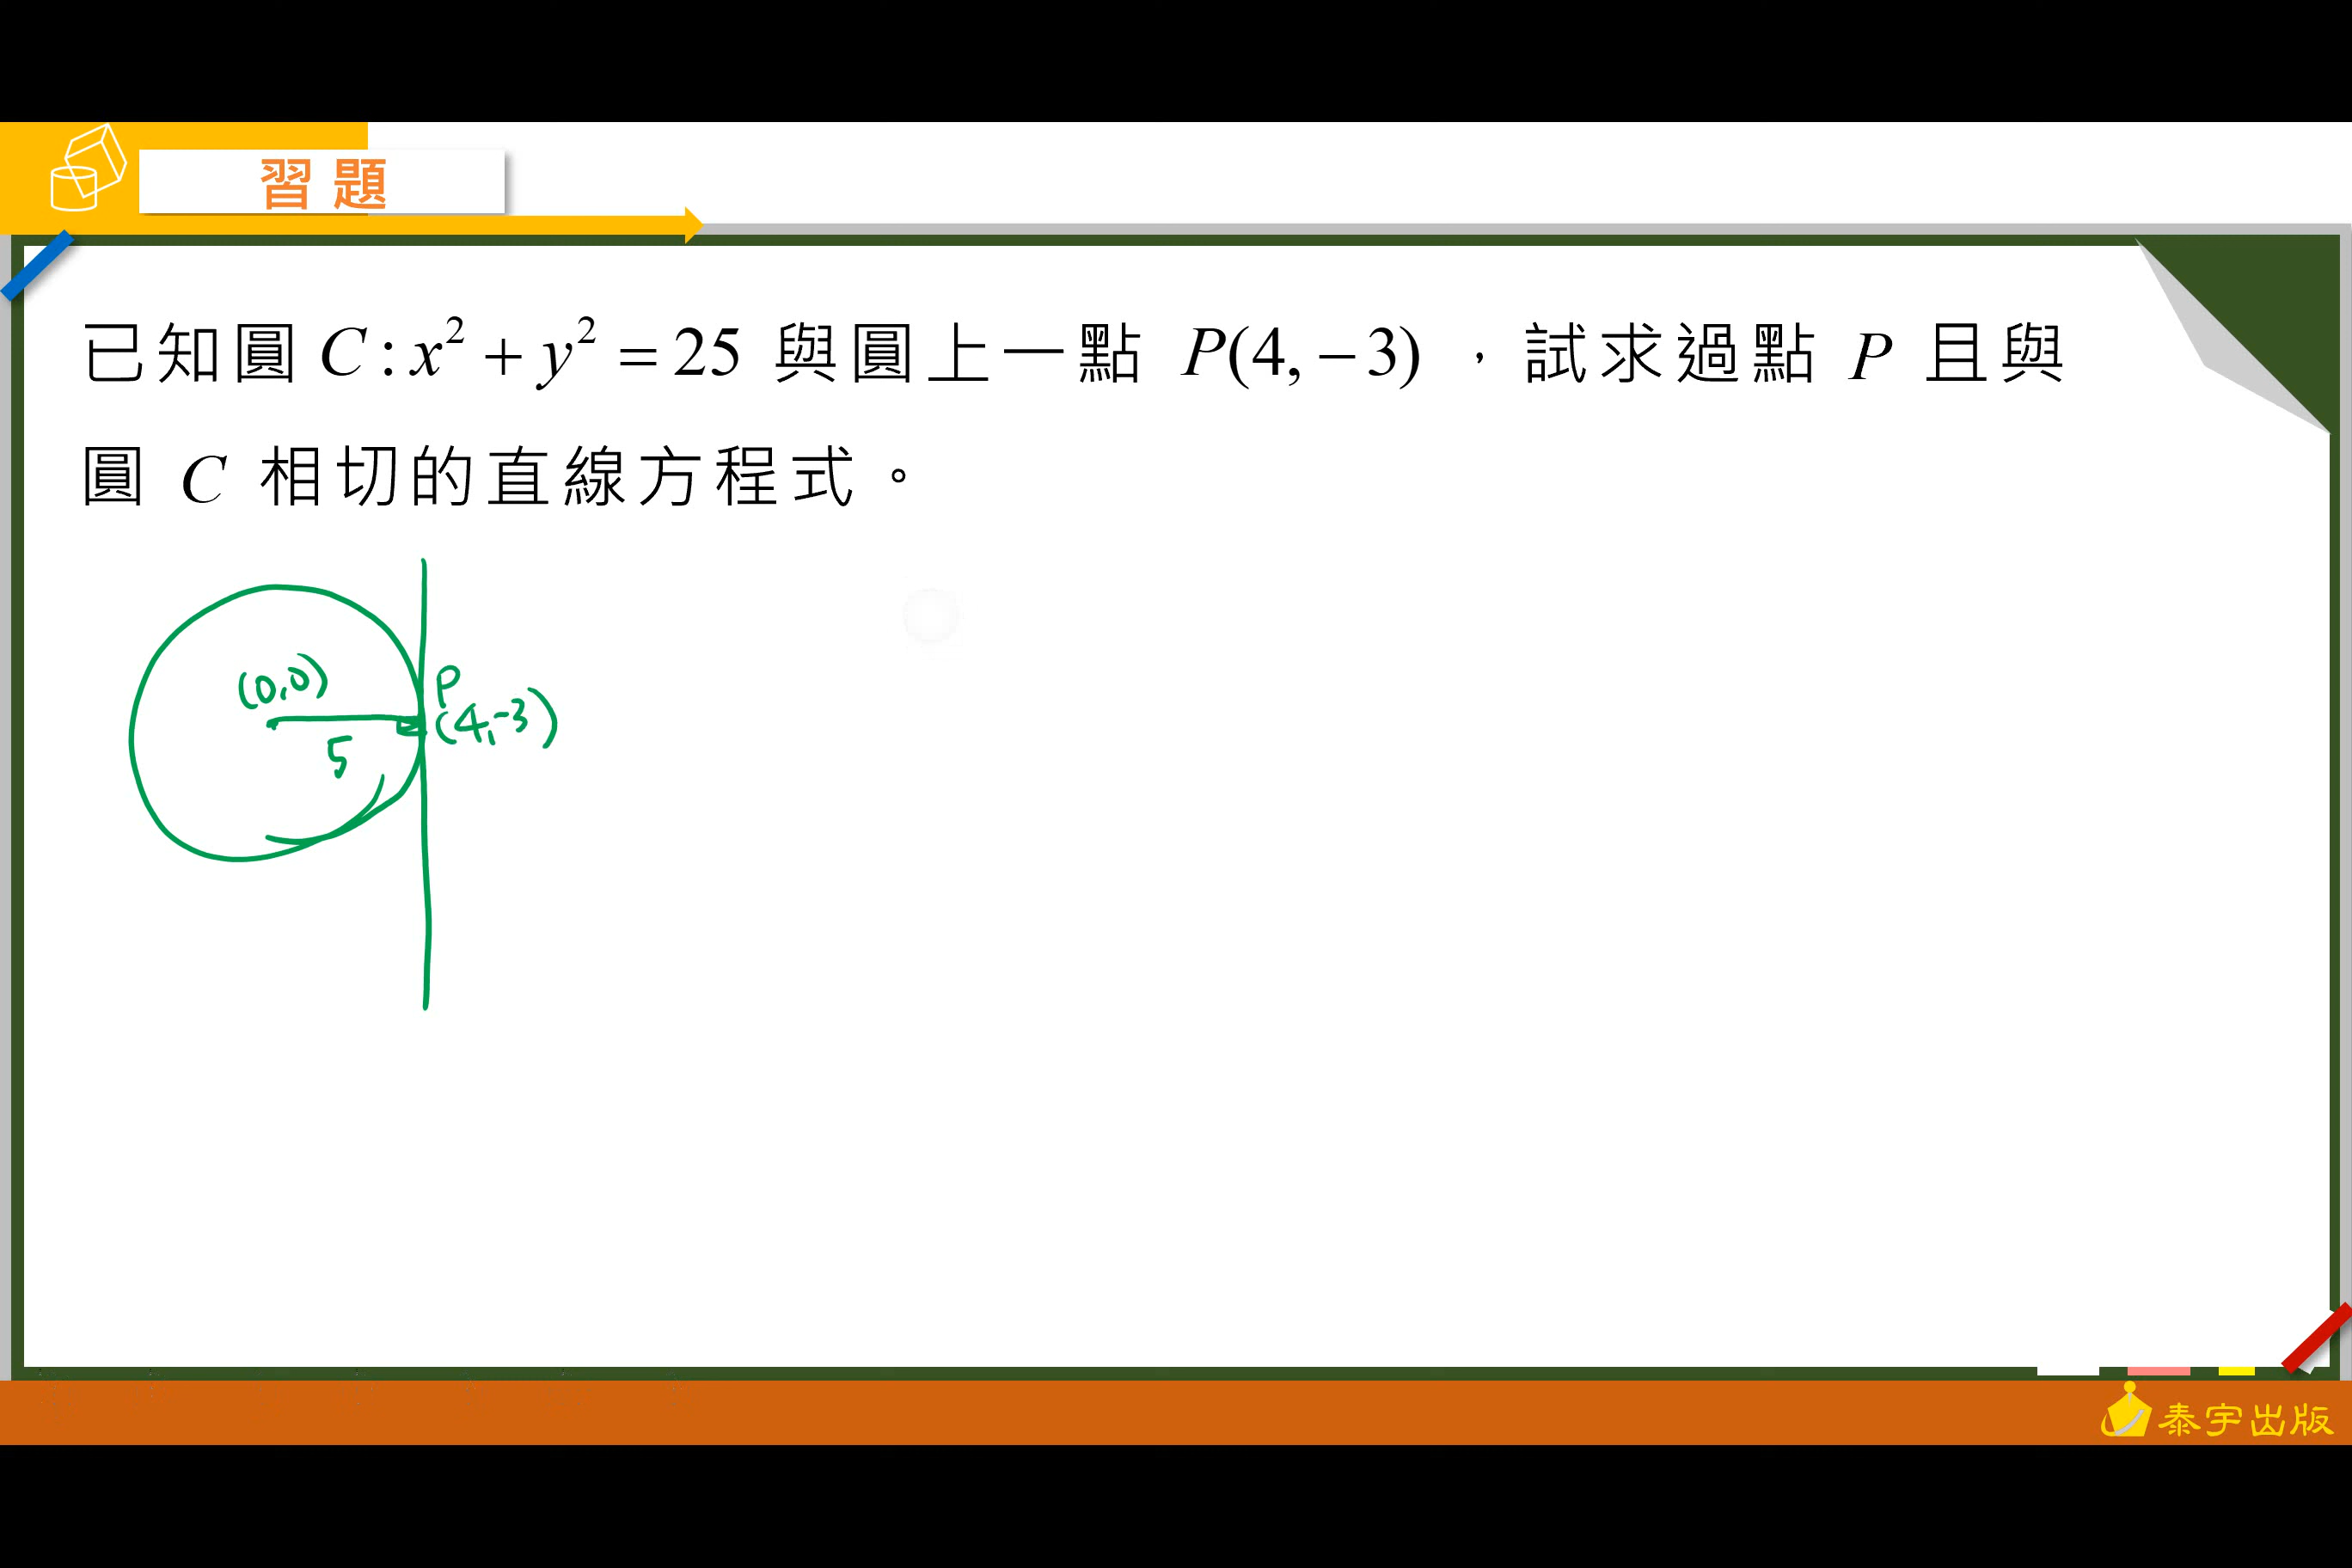 習題
已知圓 C : x² + y² = 25 與圓上一點 P(4, −3) ，試求過點 P 且與
圓 C 相切的直線方程式。
(0,0)
P
(4,-3)
5
泰宇出版